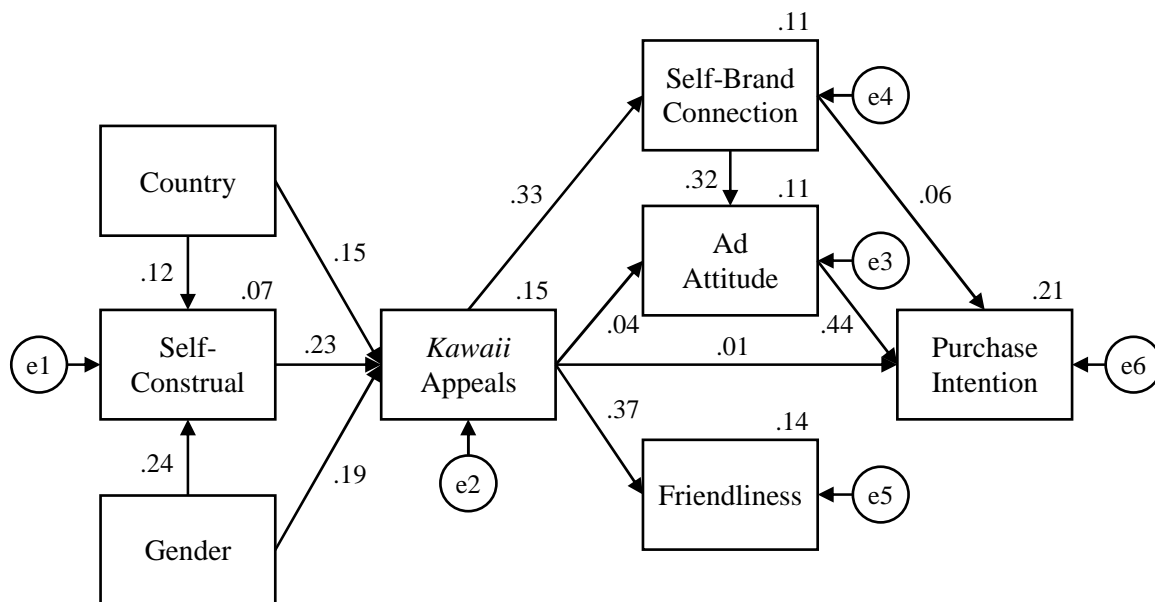 .11
Self-Brand
Connection
e4
Country
.33
.32
.11
.06
.15
Ad
Attitude
e3
.12
.07
.15
.04
.44
.21
e1
Self-
Construal
.23
Kawaii
Appeals
.01
Purchase
Intention
e6
.37
.14
.24
.19
e2
Friendliness
e5
Gender